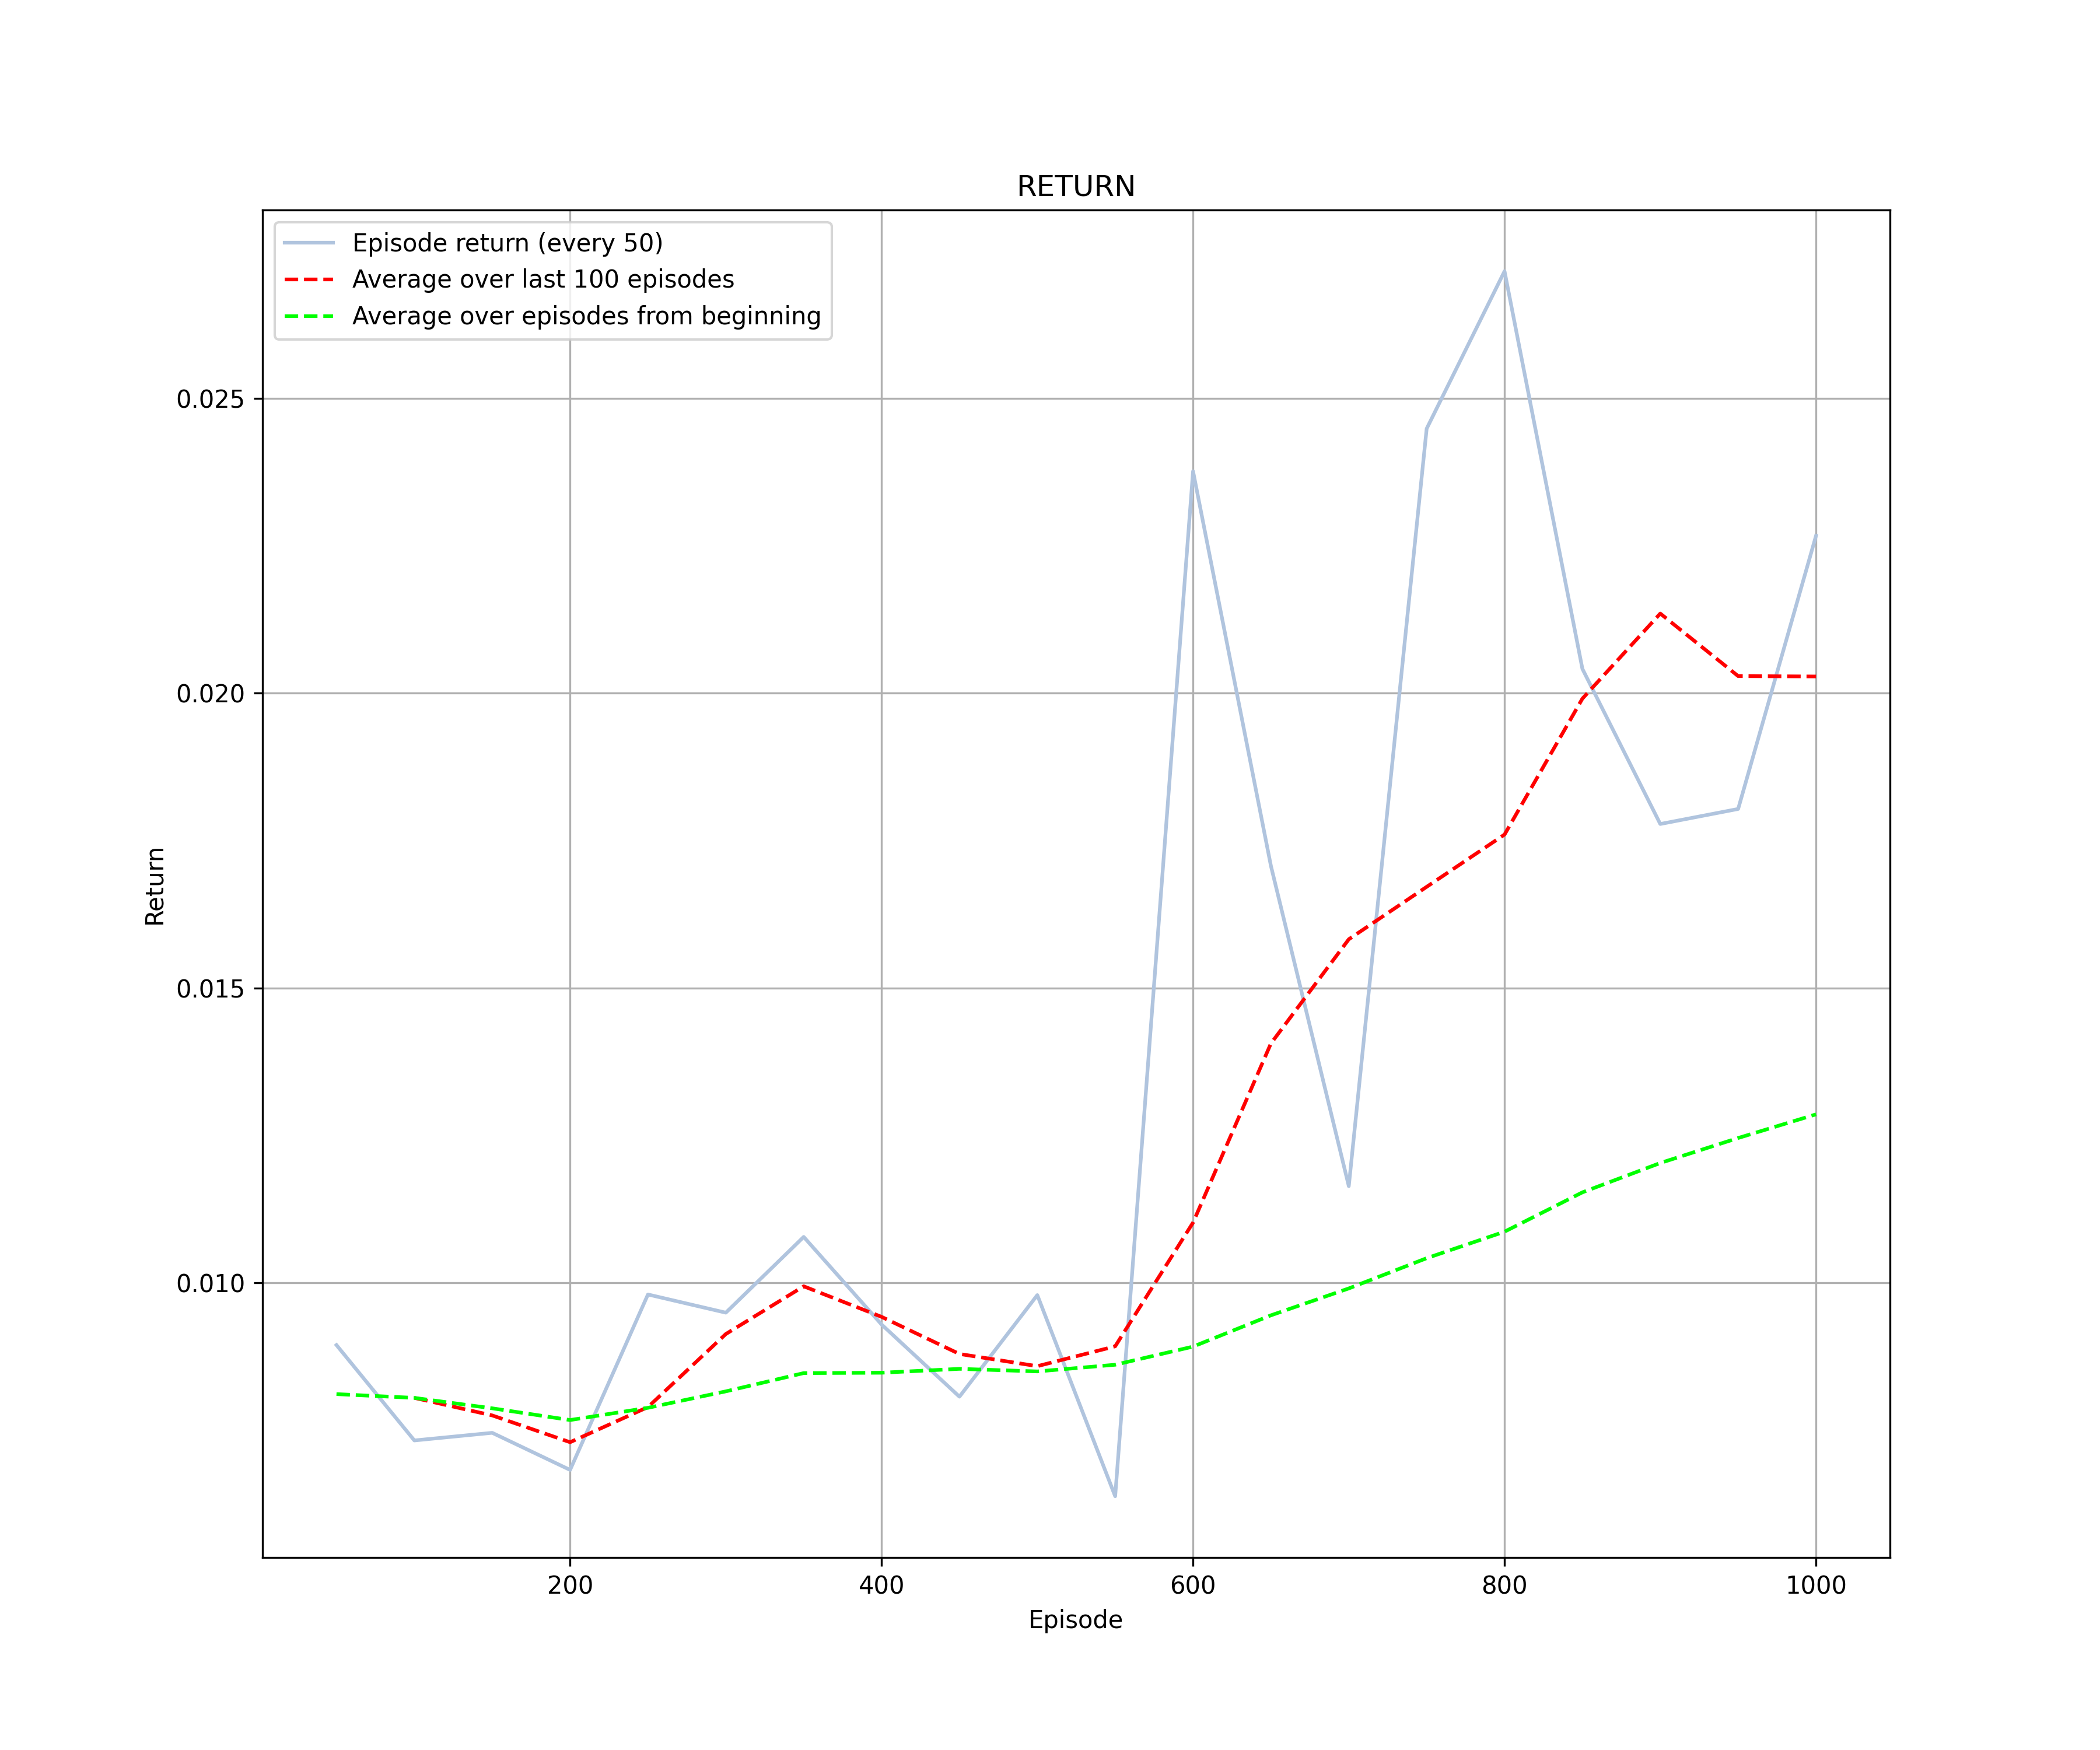 RETURN
Episode return (every 50)
Average over last 100 episodes
Average over episodes from beginning
0.025
0.020
0.015
0.010
Return
200 400 600 800 1000
Episode